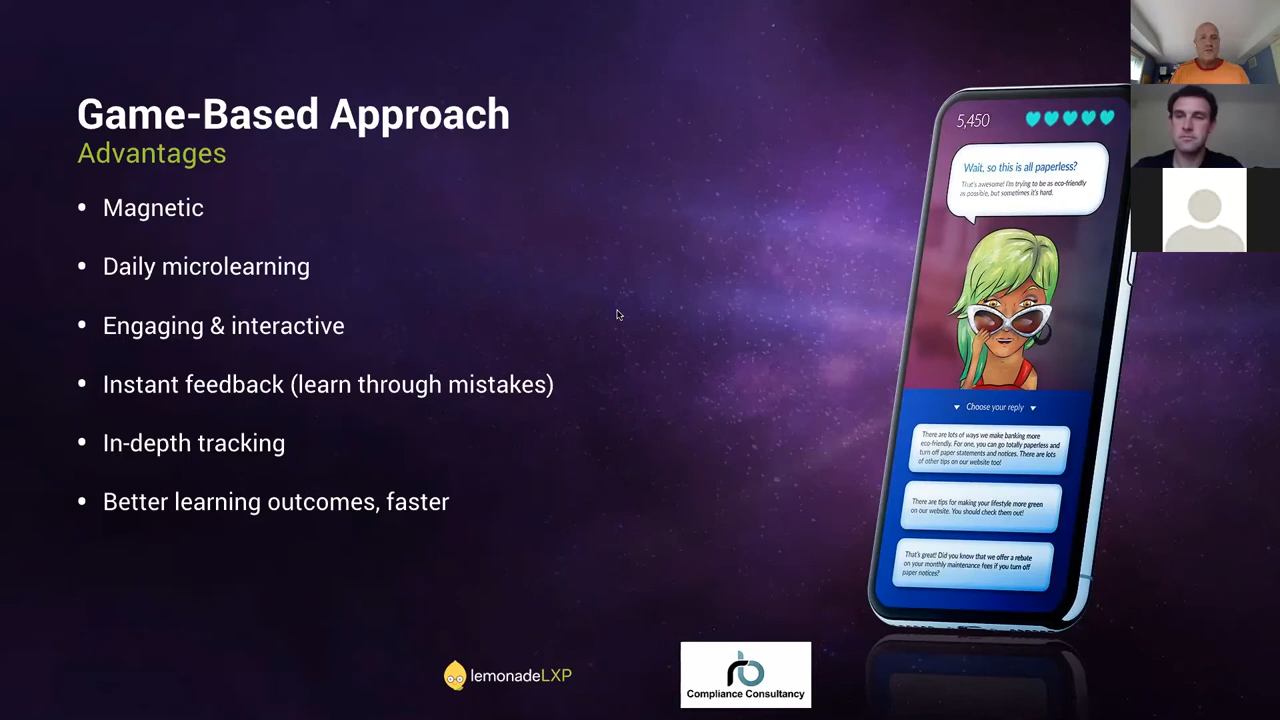 Game-Based Approach
Advantages
• Magnetic
• Daily microlearning
• Engaging & interactive
• Instant feedback (learn through mistakes)
• In-depth tracking
• Better learning outcomes, faster
5,450
Wait, so this is all paperless?
That's awesome! I'm trying to be as eco-friendly
as possible, but sometimes it's hard.
Choose your reply
There are lots of ways we make banking more
eco-friendly. For one, you can go totally paperless and
turn off paper statements and notices. There are lots
of other tips on our website too!
There are tips for making your lifestyle more green
on our website. You should check them out!
That's great! Did you know that we offer a rebate
on your monthly maintenance fees if you turn off
paper notices?
lemonadeLXP
rb
Compliance Consultancy